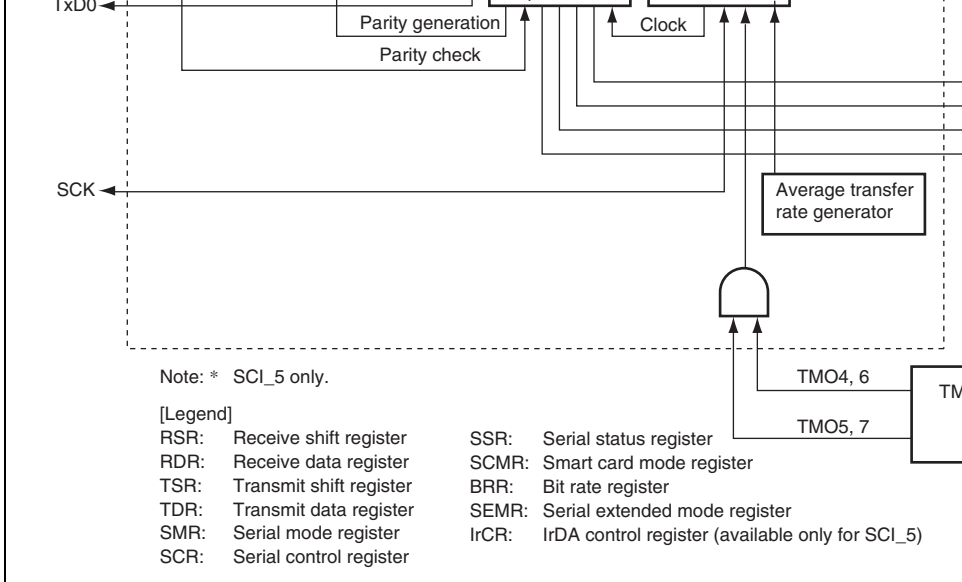 TxD0
Parity generation
Clock
Parity check
SCK
Average transfer
rate generator
Note: * SCI_5 only.
TMO4, 6
TM
[Legend]
TMO5, 7
RSR: Receive shift register
RDR: Receive data register
TSR: Transmit shift register
TDR: Transmit data register
SMR: Serial mode register
SCR: Serial control register
SSR: Serial status register
SCMR: Smart card mode register
BRR: Bit rate register
SEMR: Serial extended mode register
IrCR: IrDA control register (available only for SCI_5)